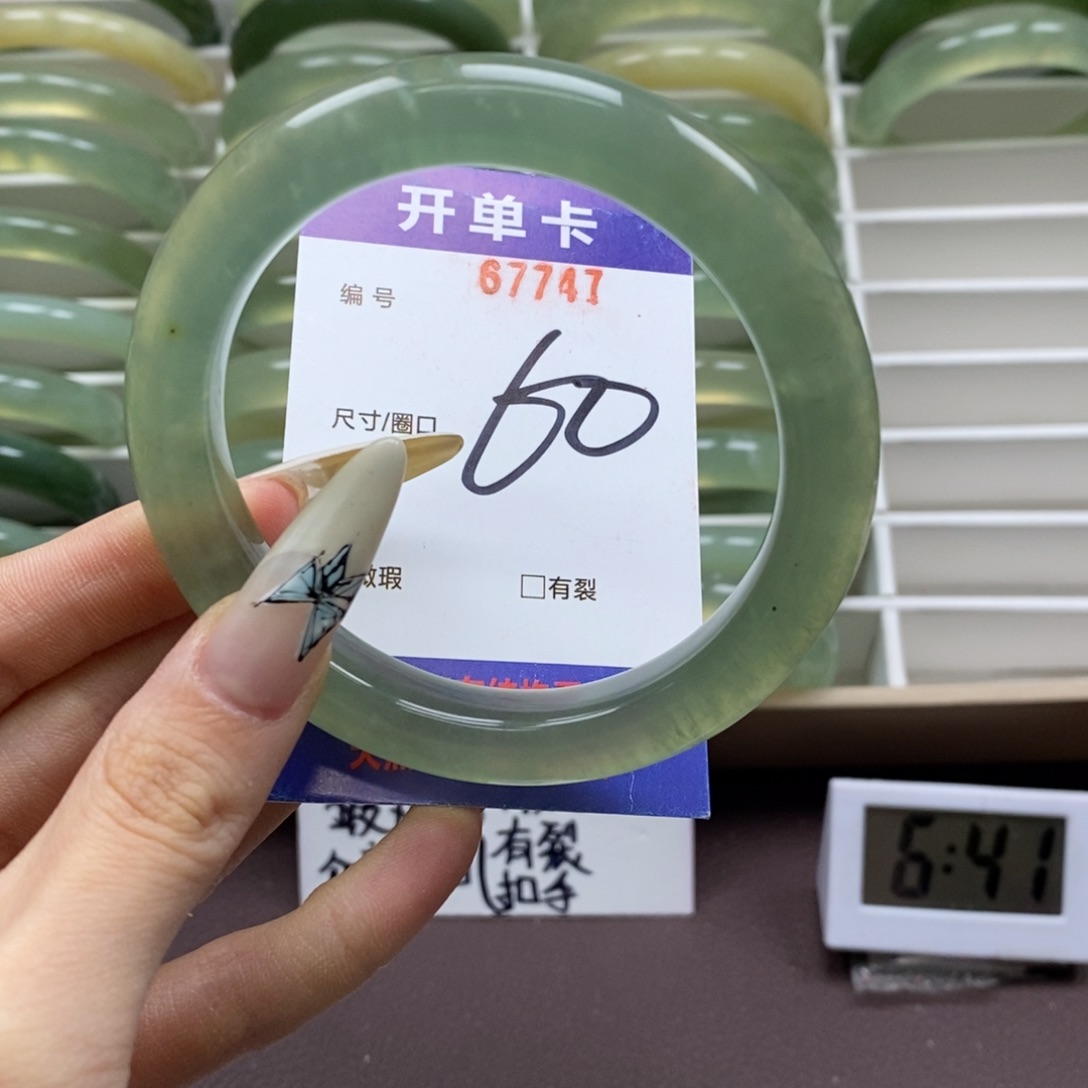 开单卡
编号 67747
尺寸/圈口 60
瑕 □有裂
有裂
扣手
6:41